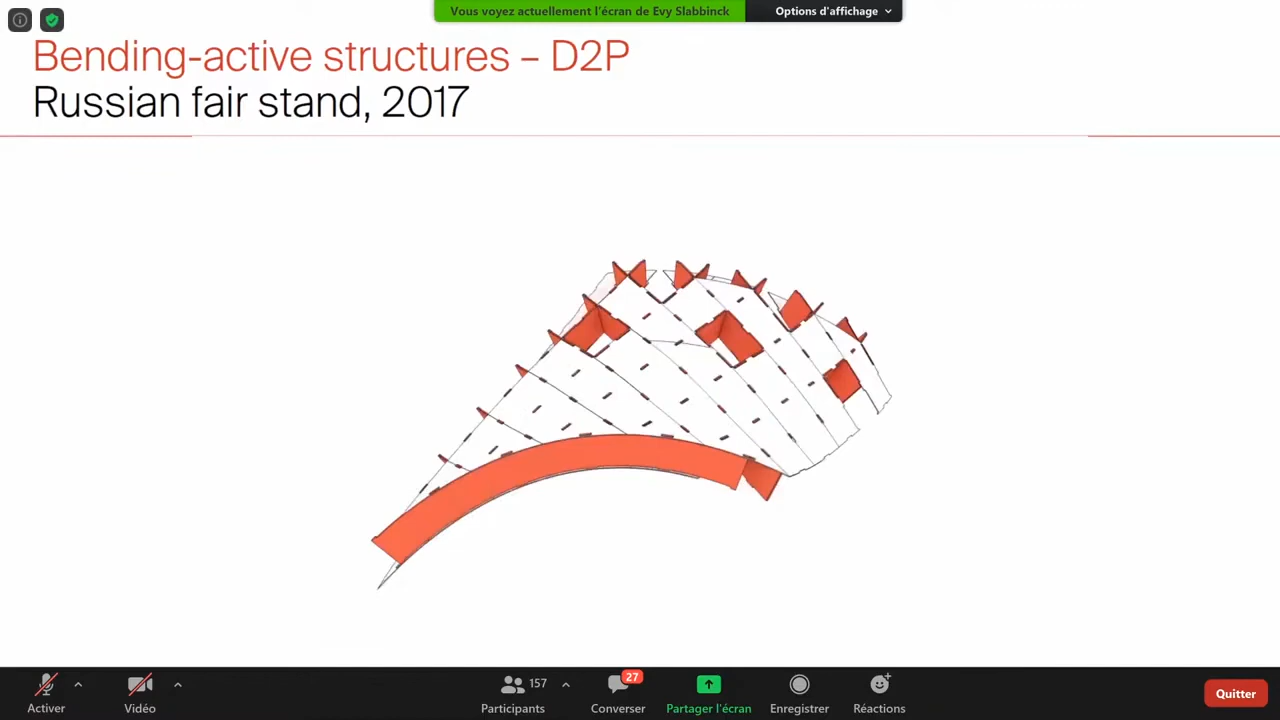 Vous voyez actuellement l'écran de Evy Slabbinck
Options d'affichage
Bending-active structures – D2P
Russian fair stand, 2017
Activer
Vidéo
Participants
157
Converser
27
Partager l'écran
Enregistrer
Réactions
Quitter